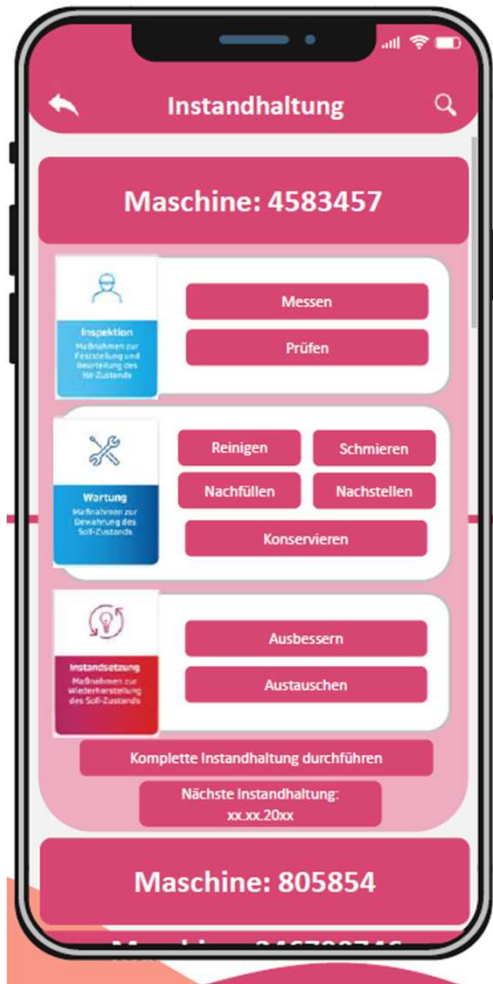 Instandhaltung
Maschine: 4583457
Inspektion
Maßnahmen zur
Feststellung und
Beurteilung des
Ist-Zustands
Messen
Prüfen
Wartung
Maßnahmen zur
Bewahrung des
Soll-Zustands
Reinigen
Schmieren
Nachfüllen
Nachstellen
Konservieren
Instandsetzung
Maßnahmen zur
Wiederherstellung
des Soll-Zustands
Ausbessern
Austauschen
Komplette Instandhaltung durchführen
Nächste Instandhaltung:
xx.xx.20xx
Maschine: 805854